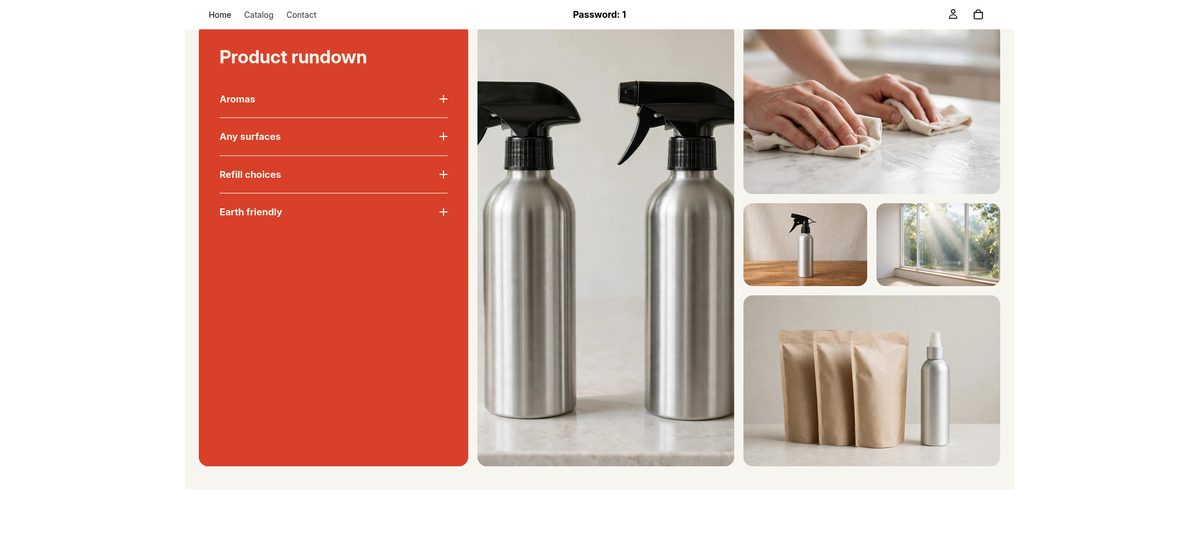 Home Catalog Contact
Password: 1
Product rundown
Aromas
Any surfaces
Refill choices
Earth friendly